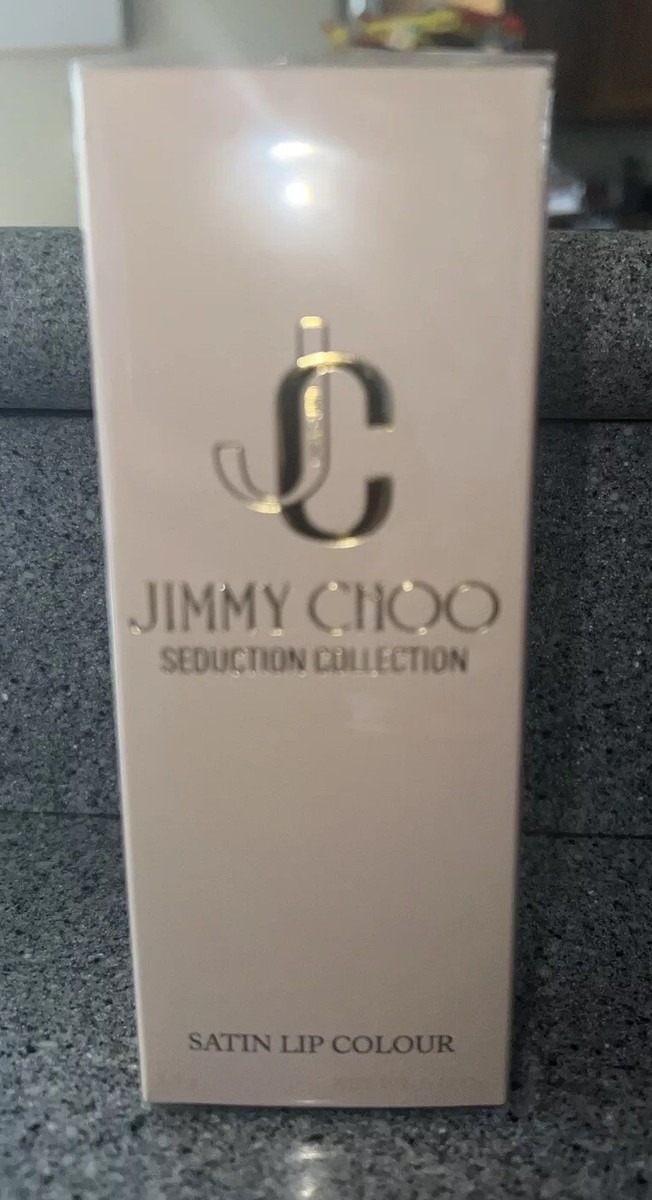 JC
JIMMY CHOO
SEDUCTION COLLECTION
SATIN LIP COLOUR